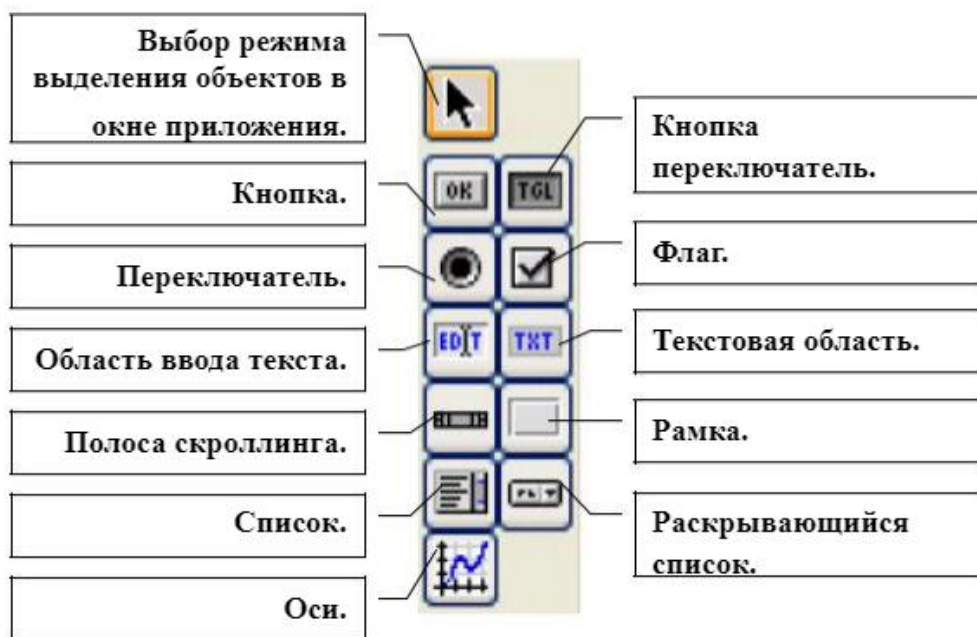 Выбор режима
выделения объектов в
окне приложения.
Кнопка
переключатель.
OK
TGL
Кнопка.
Флаг.
Переключатель.
EDIT
TXT
Область ввода текста.
Текстовая область.
Полоса скроллинга.
Рамка.
Список.
Раскрывающийся
список.
Оси.